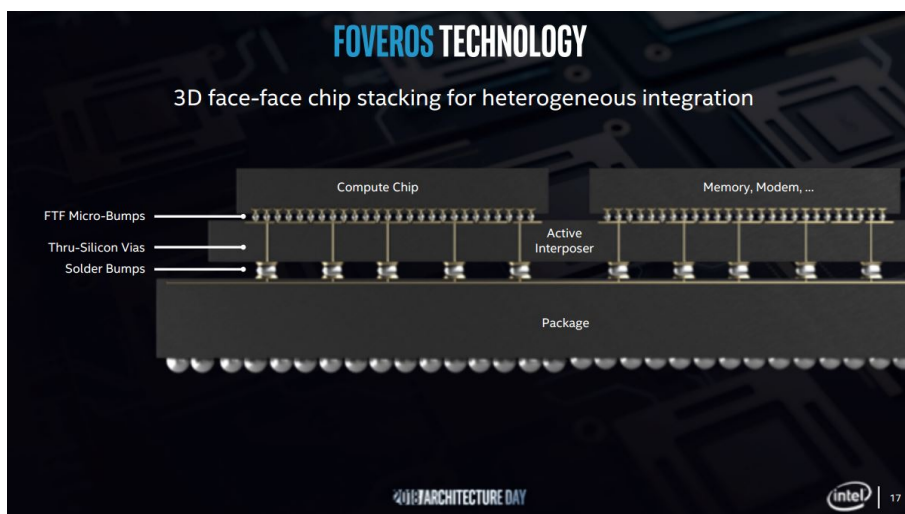 FOVEROS TECHNOLOGY
3D face-face chip stacking for heterogeneous integration
Compute Chip
Memory, Modem, ...
FTF Micro-Bumps
Thru-Silicon Vias
Active
Interposer
Solder Bumps
Package
ARCHITECTURE DAY
intel
17